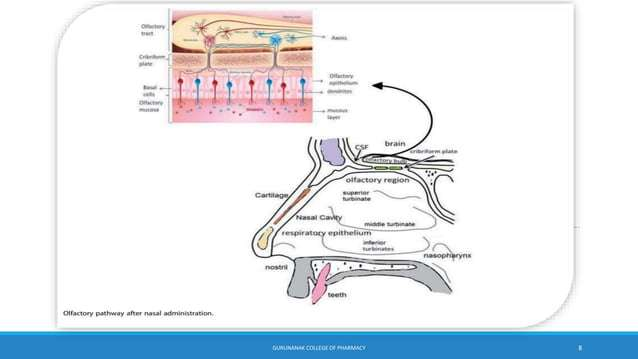 Olfactory
tract
Axons
Cribriform
plate
Olfactory
epithelium
dendrites
Basal
cells
Olfactory
mucosa
mucous
layer
brain
CSF
cribriform plate
olfactory bulb
olfactory region
superior
turbinate
Cartilage
Nasal Cavity
middle turbinate
respiratory epithelium
inferior
turbinates
nasopharynx
nostril
teeth
Olfactory pathway after nasal administration.
GURUNANAK COLLEGE OF PHARMACY
8